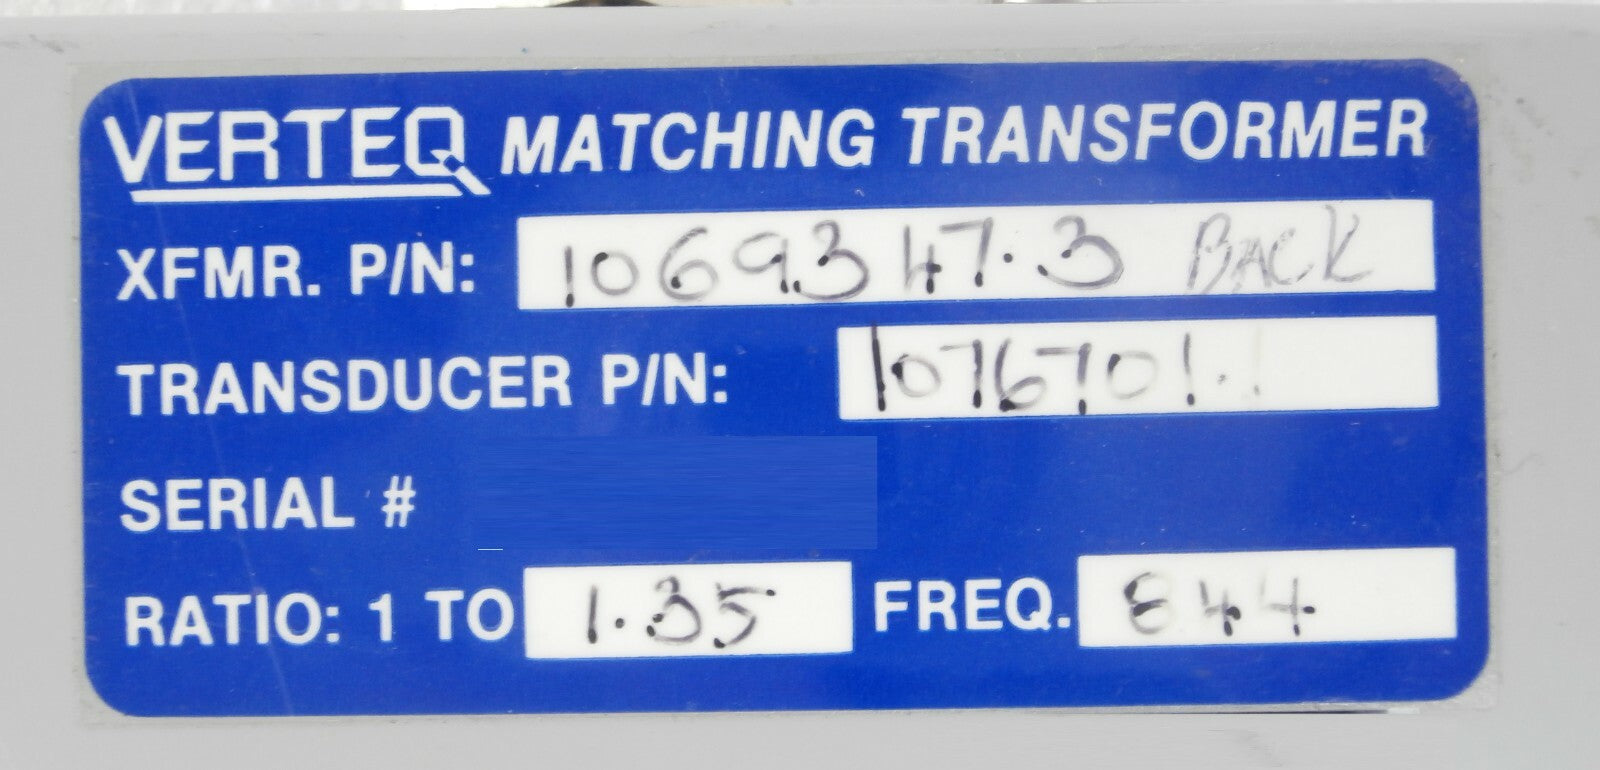 VERTEQ MATCHING TRANSFORMER
XFMR. P/N: 1069347.3 BACK
TRANSDUCER P/N: 1076701.1
SERIAL #
RATIO: 1 TO 1.35 FREQ. 844